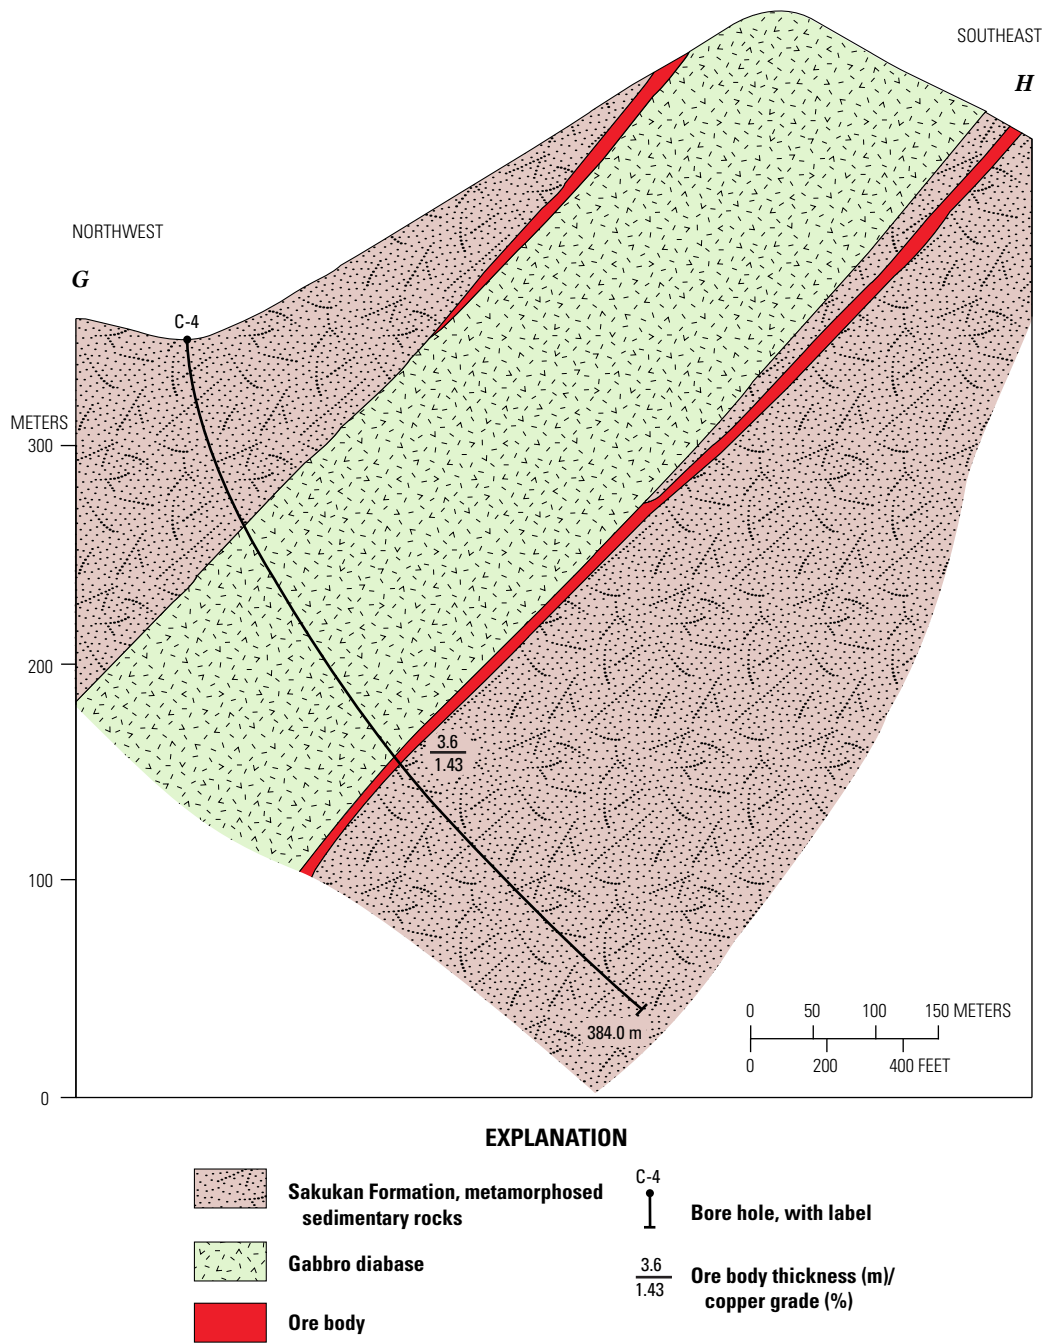 SOUTHEAST
H
NORTHWEST
G
C-4
METERS
300
200
3.6
1.43
100
384.0 m
0 50 100 150 METERS
0 200 400 FEET
0
EXPLANATION
Sakukan Formation, metamorphosed
sedimentary rocks
Gabbro diabase
Ore body
C-4
Bore hole, with label
3.6
1.43
Ore body thickness (m)/
copper grade (%)